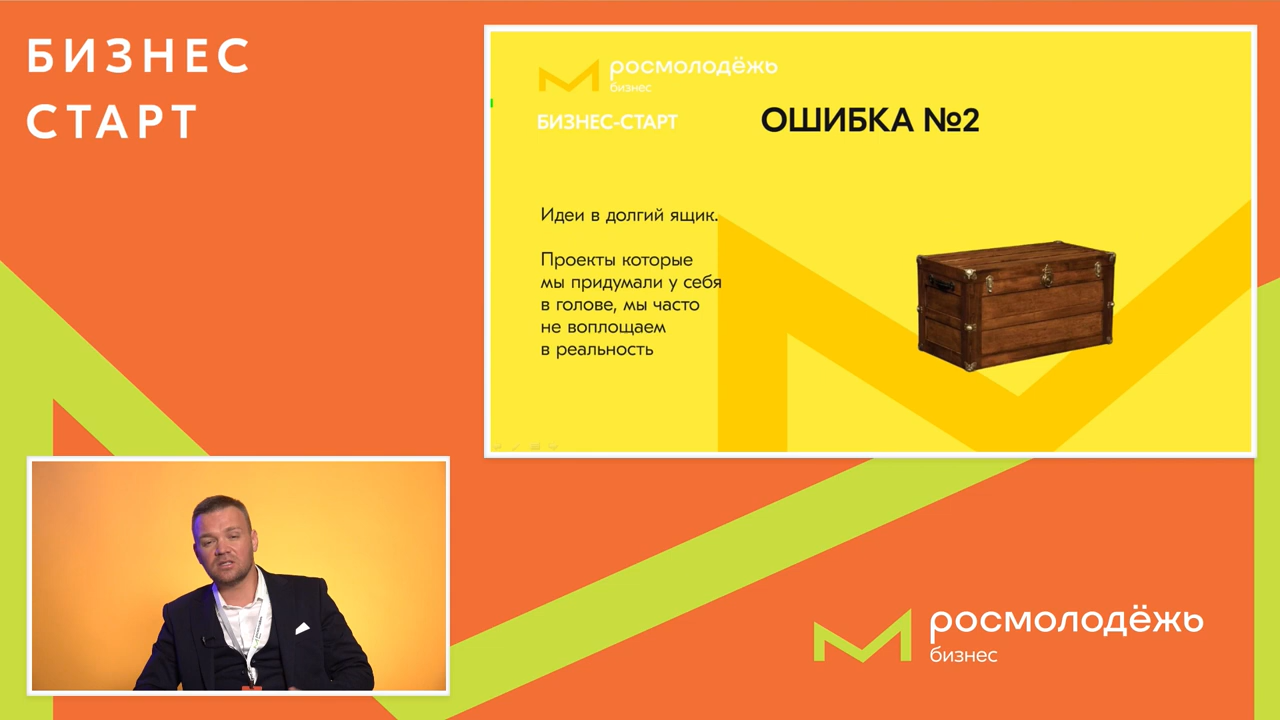 БИЗНЕС
СТАРТ
росмолодёжь
бизнес
БИЗНЕС-СТАРТ
ОШИБКА №2
Идеи в долгий ящик.
Проекты которые
мы придумали у себя
в голове, мы часто
не воплощаем
в реальность
росмолодёжь
бизнес